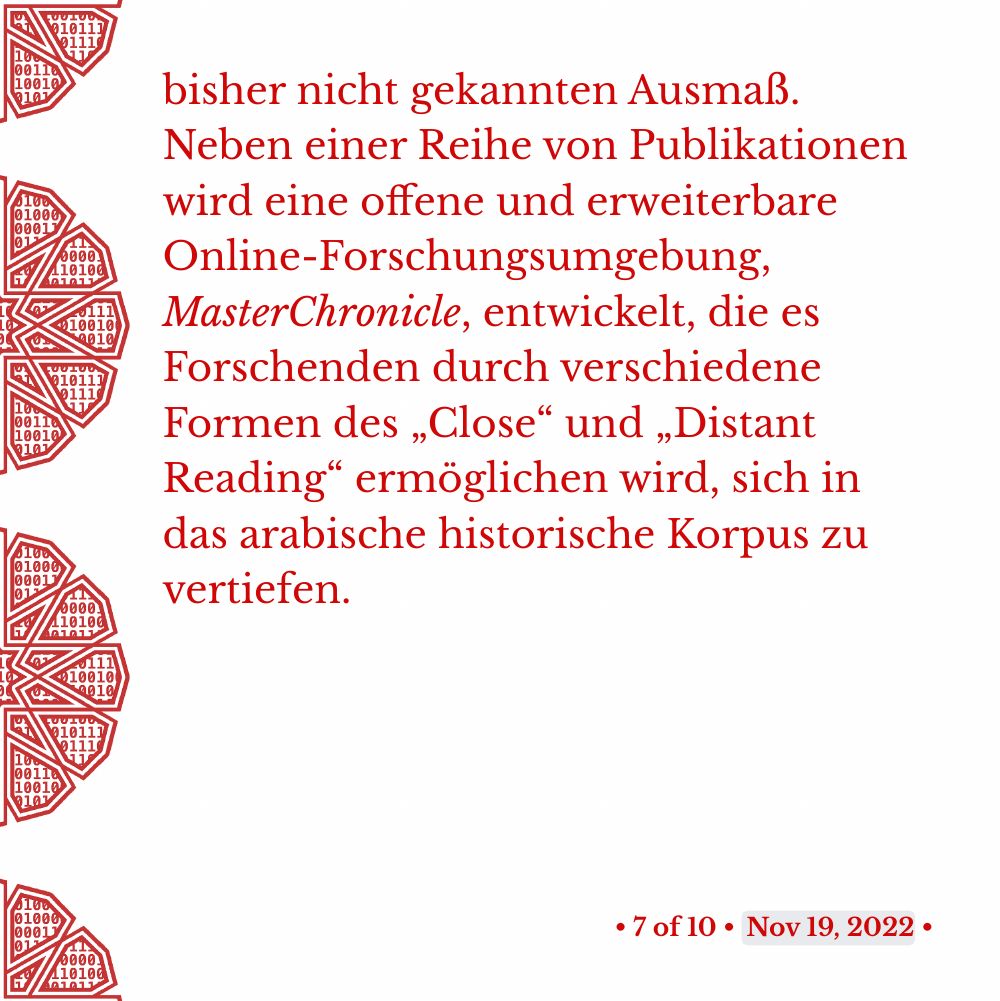 bisher nicht gekannten Ausmaß.
Neben einer Reihe von Publikationen
wird eine offene und erweiterbare
Online-Forschungsumgebung,
MasterChronicle, entwickelt, die es
Forschenden durch verschiedene
Formen des „Close“ und „Distant
Reading“ ermöglichen wird, sich in
das arabische historische Korpus zu
vertiefen.
• 7 of 10 • Nov 19, 2022 •